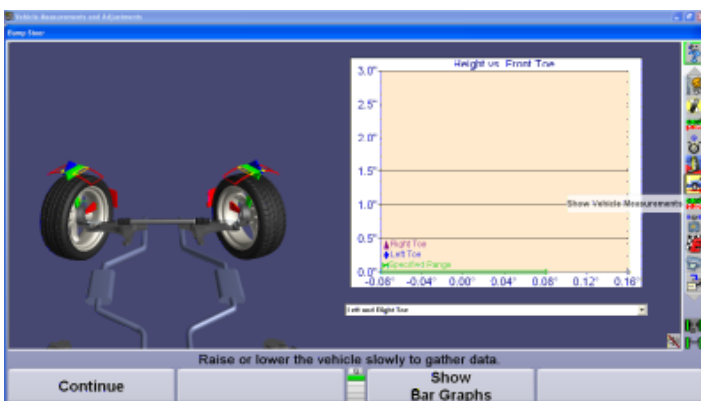 Vehicle Measurements and Adjustments
Bump Steer
Height vs. Front Toe
3.0"
2.5"
2.0"
1.5"
1.0"
0.5"
0.0"
Right Toe
Left Toe
Specified Range
-0.08° -0.04° 0.00° 0.04° 0.08° 0.12° 0.16°
Show Vehicle Measurements
Left and Right Toe
Raise or lower the vehicle slowly to gather data.
Continue
Show
Bar Graphs